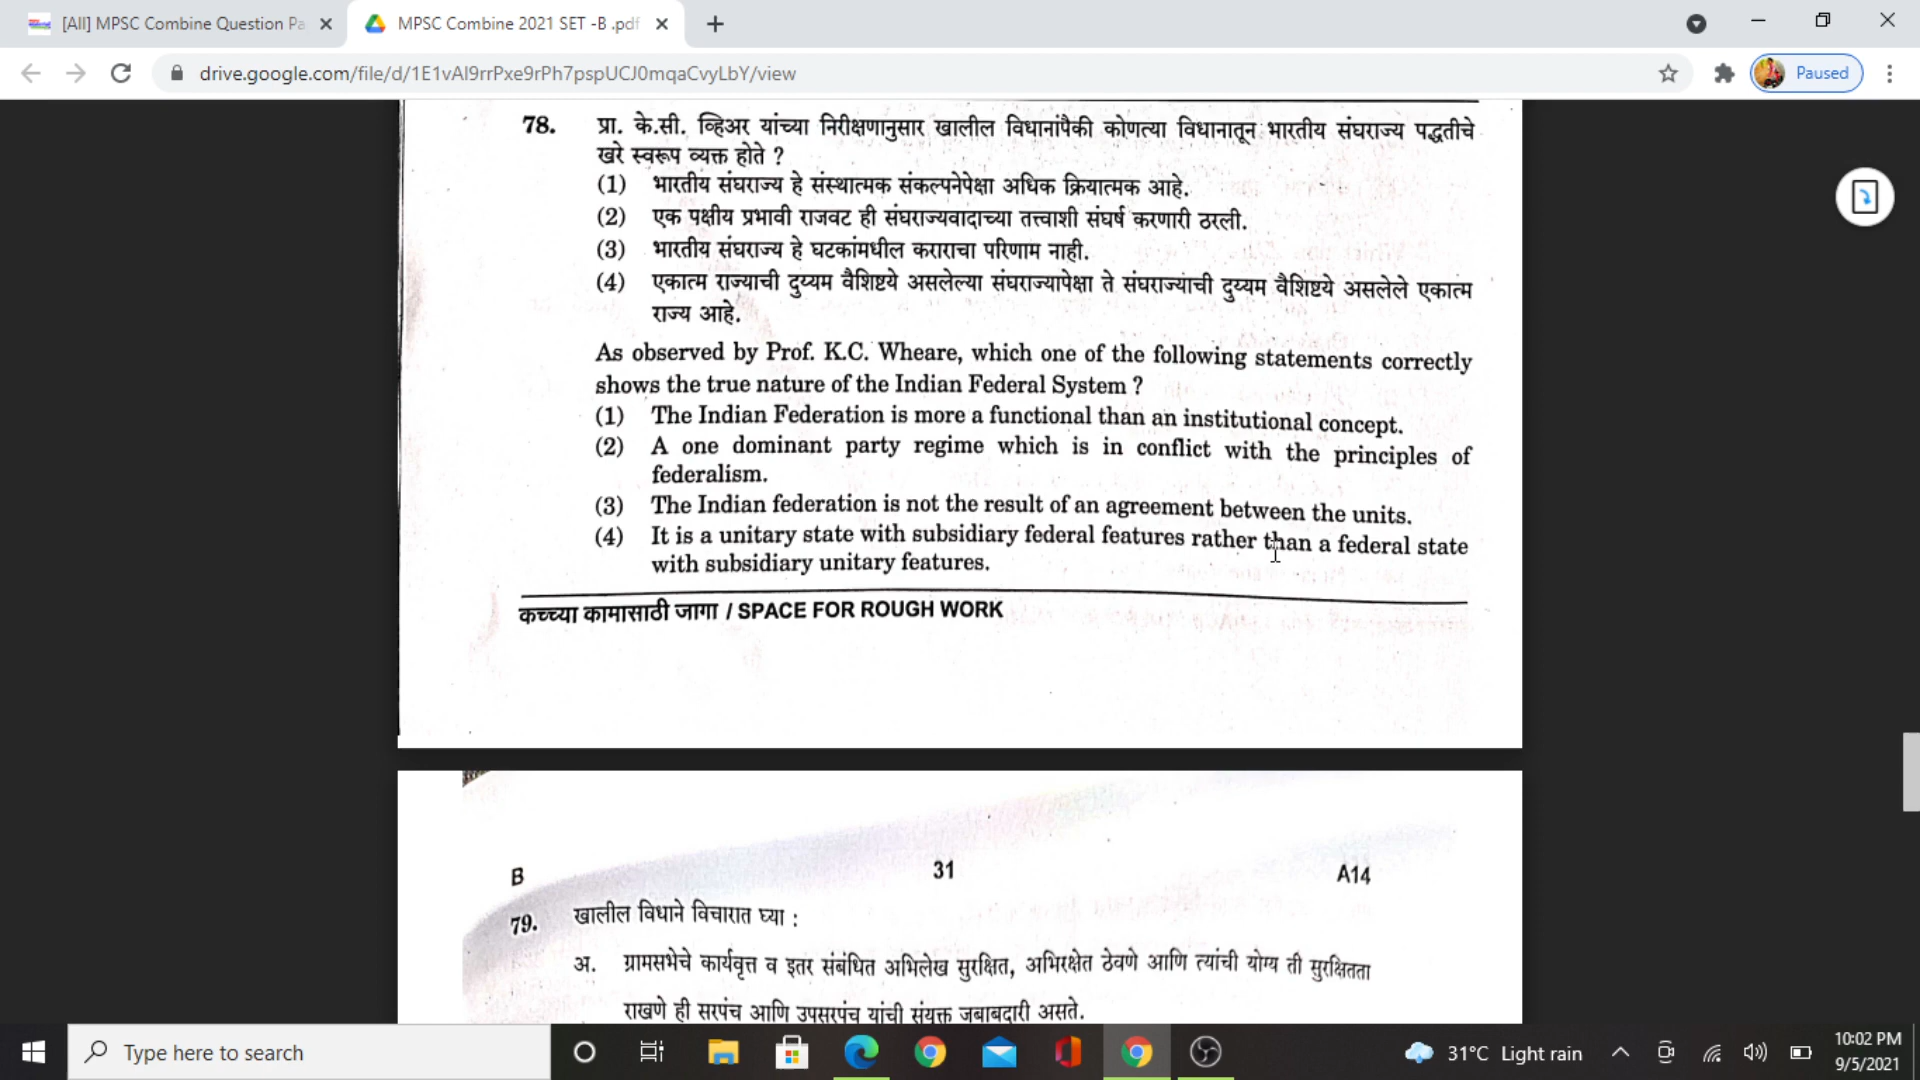 [All] MPSC Combine Question Pa
MPSC Combine 2021 SET -B .pdf
drive.google.com/file/d/1E1vAl9rrPxe9rPh7pspUCJ0mqaCvyLbY/view
Paused
78. प्रा. के.सी. व्हिअर यांच्या निरीक्षणानुसार खालील विधानांपैकी कोणत्या विधानातून भारतीय संघराज्य पद्धतीचे
खरे स्वरूप व्यक्त होते ?
(1) भारतीय संघराज्य हे संस्थात्मक संकल्पनेपेक्षा अधिक क्रियात्मक आहे.
(2) एक पक्षीय प्रभावी राजवट ही संघराज्यवादाच्या तत्त्वाशी संघर्ष करणारी ठरली.
(3) भारतीय संघराज्य हे घटकांमधील कराराचा परिणाम नाही.
(4) एकात्म राज्याची दुय्यम वैशिष्टये असलेल्या संघराज्यापेक्षा ते संघराज्यांची दुय्यम वैशिष्टये असलेले एकात्म
राज्य आहे.
As observed by Prof. K.C. Wheare, which one of the following statements correctly
shows the true nature of the Indian Federal System ?
(1) The Indian Federation is more a functional than an institutional concept.
(2) A one dominant party regime which is in conflict with the principles of
federalism.
(3) The Indian federation is not the result of an agreement between the units.
(4) It is a unitary state with subsidiary federal features rather than a federal state
with subsidiary unitary features.
कच्च्या कामासाठी जागा / SPACE FOR ROUGH WORK
B 31 A14
79. खालील विधाने विचारात घ्या :
अ. ग्रामसभेचे कार्यवृत्त व इतर संबंधित अभिलेख सुरक्षित, अभिरक्षेत ठेवणे आणि त्यांची योग्य ती सुरक्षितता
राखणे ही सरपंच आणि उपसरपंच यांची संयुक्त जबाबदारी असते.
Type here to search
31°C Light rain
10:02 PM
9/5/2021